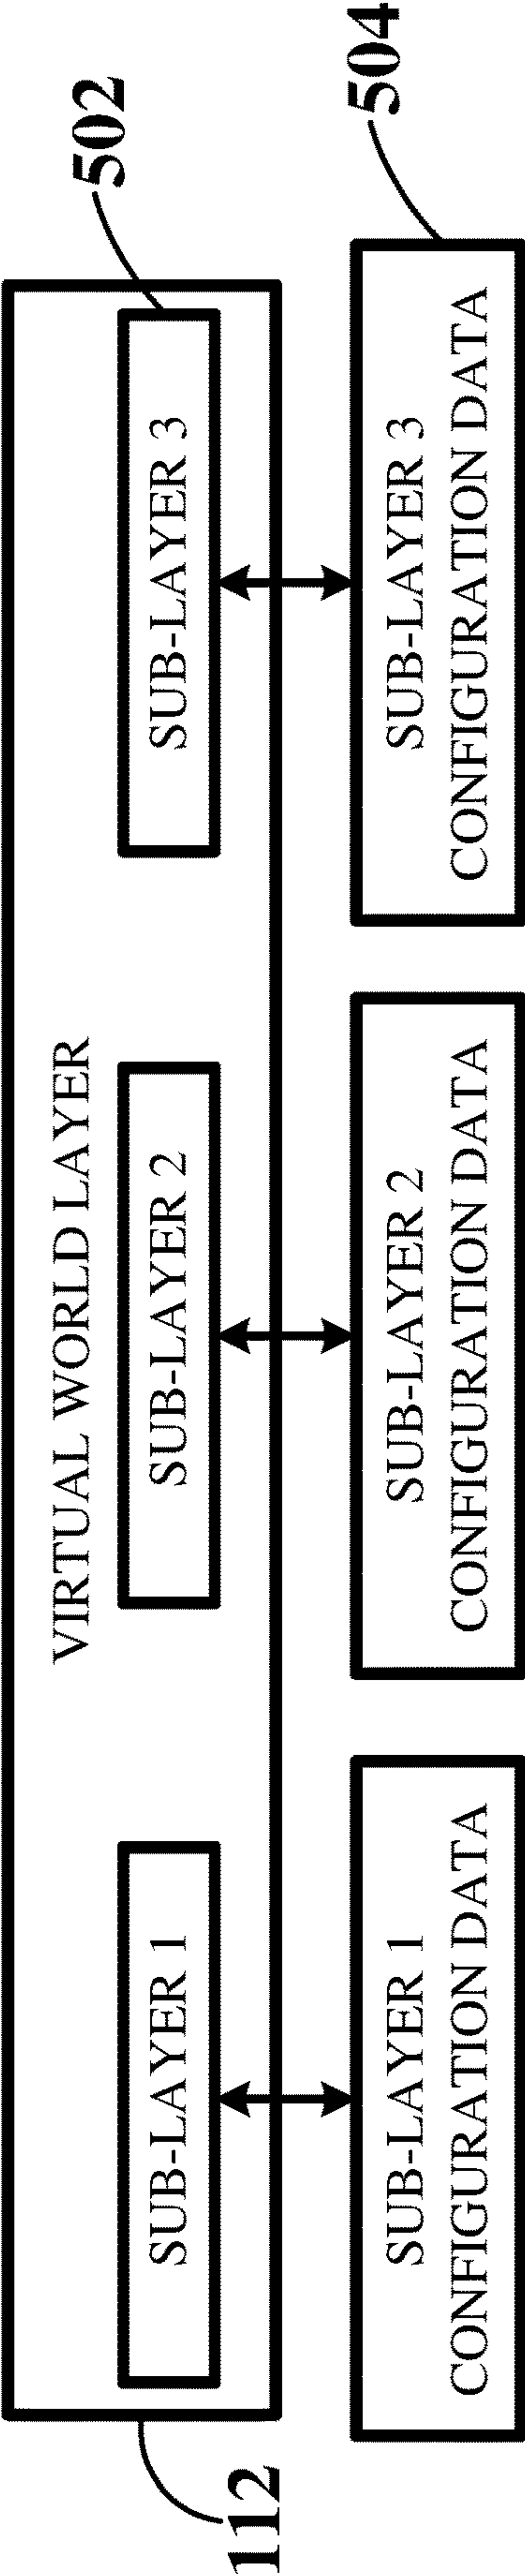 502
504
VIRTUAL WORLD LAYER
SUB-LAYER 1
SUB-LAYER 2
SUB-LAYER 3
SUB-LAYER 1
CONFIGURATION DATA
SUB-LAYER 2
CONFIGURATION DATA
SUB-LAYER 3
CONFIGURATION DATA
112